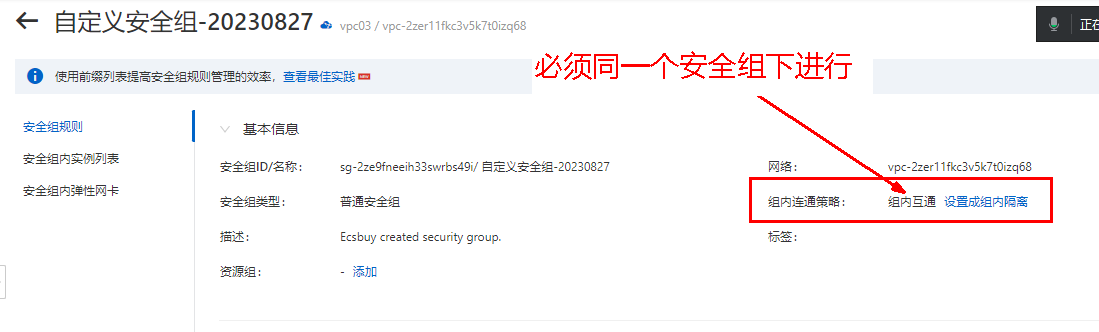 自定义安全组-20230827 vpc03 / vpc-2zer11fkc3v5k7t0izq68
正在
必须同一个安全组下进行
使用前缀列表提高安全组规则管理的效率，查看最佳实践
安全组规则
安全组内实例列表
安全组内弹性网卡
基本信息
安全组ID/名称： sg-2ze9fneeih33swrbs49i/ 自定义安全组-20230827 网络： vpc-2zer11fkc3v5k7t0izq68
安全组类型： 普通安全组 组内连通策略： 组内互通 设置成组内隔离
描述： Ecsbuy created security group. 标签：
资源组： - 添加